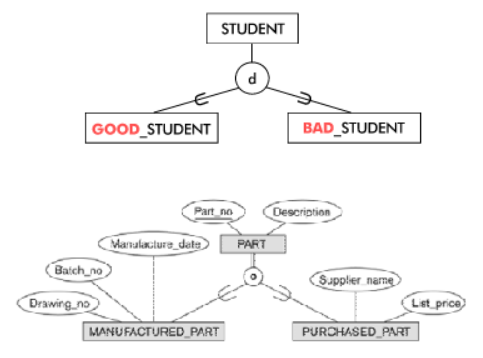 STUDENT
d
GOOD_STUDENT
BAD_STUDENT
Part_no
Description
Manufacture_date
PART
Batch_no
o
Supplier_name
Drawing_no
List_price
MANUFACTURED_PART
PURCHASED_PART